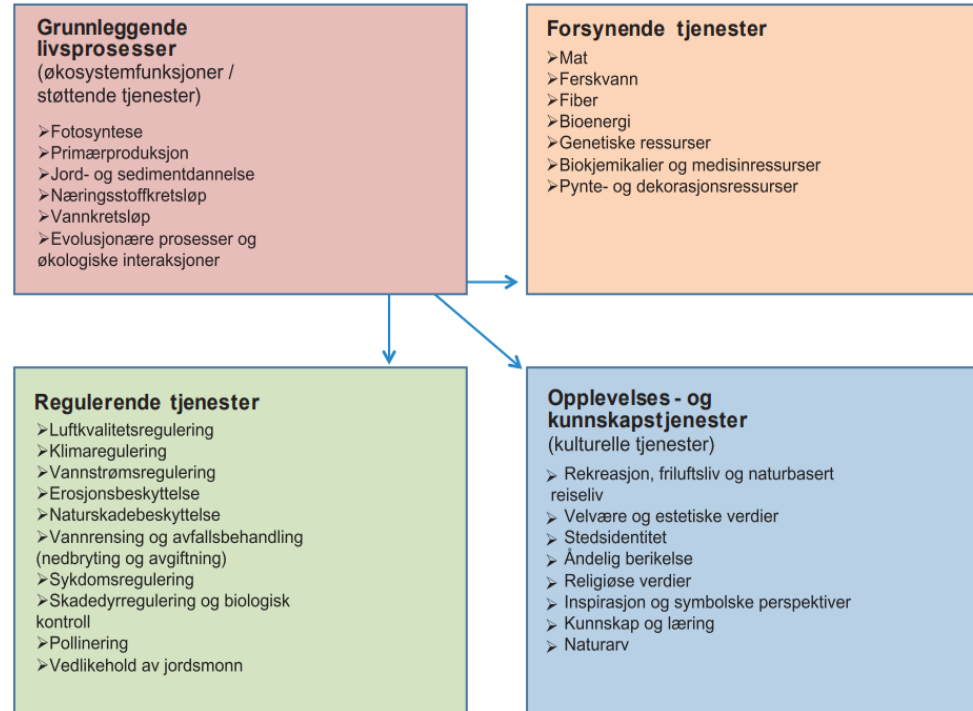 Grunnleggende
livsprosesser
(økosystemfunksjoner /
støttende tjenester)
➢Fotosyntese
➢Primærproduksjon
➢Jord- og sedimentdannelse
➢Næringsstoffkretsløp
➢Vannkretsløp
➢Evolusjonære prosesser og
økologiske interaksjoner
Forsynende tjenester
➢Mat
➢Ferskvann
➢Fiber
➢Bioenergi
➢Genetiske ressurser
➢Biokjemikalier og medisinressurser
➢Pynte- og dekorasjonsressurser
Regulerende tjenester
➢Luftkvalitetsregulering
➢Klimaregulering
➢Vannstrømsregulering
➢Erosjonsbeskyttelse
➢Naturskadebeskyttelse
➢Vannrensing og avfallsbehandling
(nedbryting og avgiftning)
➢Sykdomsregulering
➢Skadedyrregulering og biologisk
kontroll
➢Pollinering
➢Vedlikehold av jordsmonn
Opplevelses - og
kunnskapstjenester
(kulturelle tjenester)
➢ Rekreasjon, friluftsliv og naturbasert
reiseliv
➢ Velvære og estetiske verdier
➢ Stedsidentitet
➢ Åndelig berikelse
➢ Religiøse verdier
➢ Inspirasjon og symbolske perspektiver
➢ Kunnskap og læring
➢ Naturarv